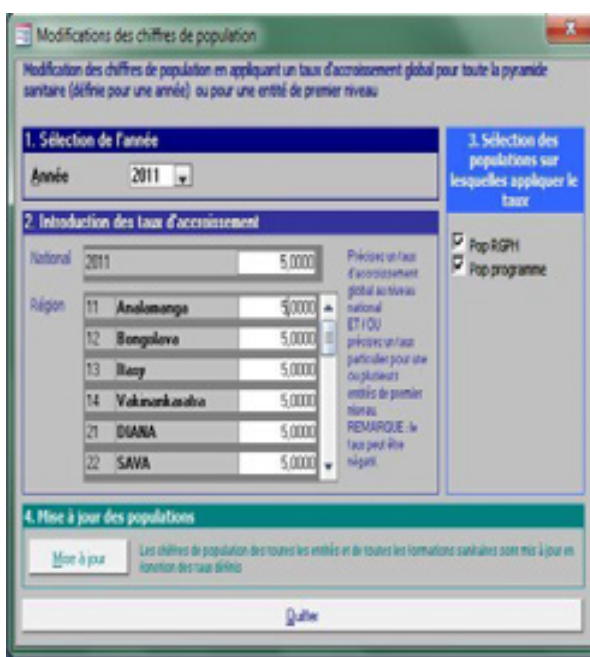 Modifications des chiffres de population
Modification des chiffres de population en appliquant un taux d'accroissement global pour toute la pyramide
sanitaire (définie pour une année) ou pour une entité de premier niveau
1. Sélection de l'année
Année 2011
2. Introduction des taux d'accroissement
National 2011 5,0000
Région 11 Analamanga 5,0000
12 Bongolava 5,0000
13 Itasy 5,0000
14 Vakinankaratra 5,0000
21 DIANA 5,0000
22 SAVA 5,0000
Précisez un taux
d'accroissement
global au niveau
national
ET / OU
précisez un taux
particulier pour une
ou plusieurs
entités de premier
niveau.
REMARQUE : le
taux peut être
négatif.
3. Sélection des
populations sur
lesquelles appliquer le
taux
Pop RGPH
Pop programme
4. Mise à jour des populations
Mise à jour
Les chiffres de population des toutes les entités et de toutes les formations sanitaires sont mis à jour en
fonction des taux définis
Quitter